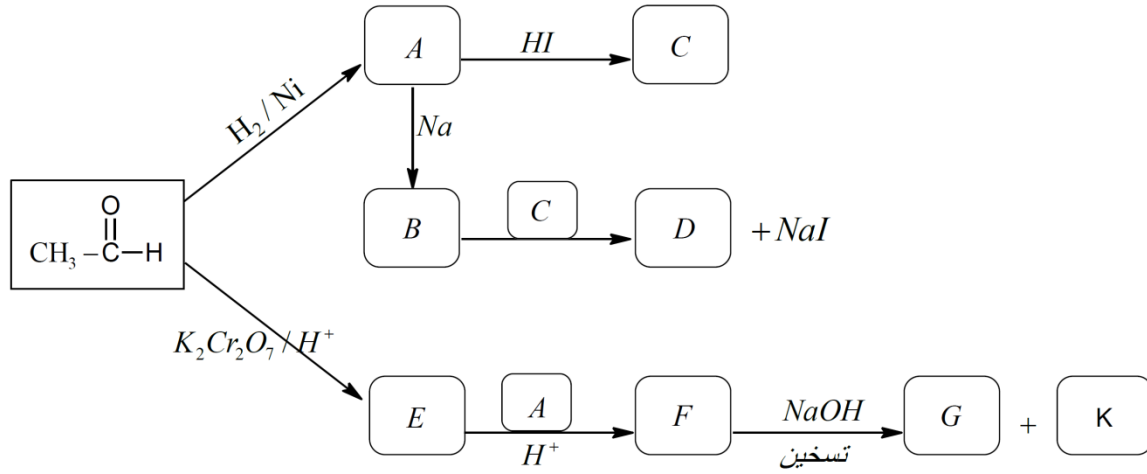 A HI C
H₂ / Ni
Na
O
CH₃ – C – H
B C D + NaI
K₂Cr₂O₇ / H⁺
E A F NaOH G + K
H⁺ تسخين